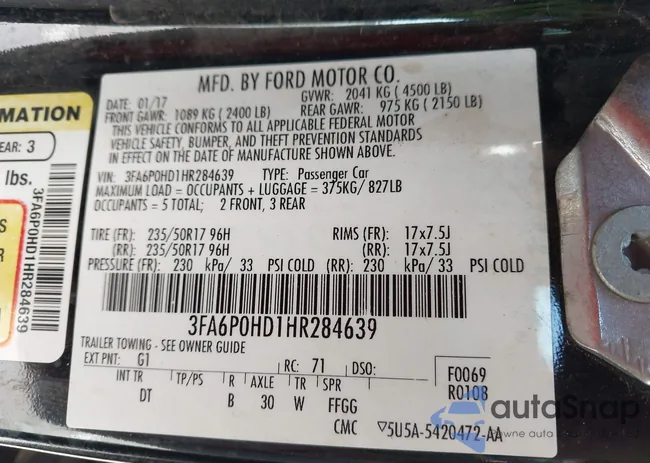 MFD. BY FORD MOTOR CO.
DATE: 01/17 GVWR: 2041 KG ( 4500 LB)
FRONT GAWR: 1089 KG ( 2400 LB) REAR GAWR: 975 KG ( 2150 LB)
THIS VEHICLE CONFORMS TO ALL APPLICABLE FEDERAL MOTOR
VEHICLE SAFETY, BUMPER, AND THEFT PREVENTION STANDARDS
IN EFFECT ON THE DATE OF MANUFACTURE SHOWN ABOVE.
VIN: 3FA6P0HD1HR284639 TYPE: Passenger Car
MAXIMUM LOAD = OCCUPANTS + LUGGAGE = 375KG/ 827LB
OCCUPANTS = 5 TOTAL; 2 FRONT, 3 REAR
TIRE (FR): 235/50R17 96H RIMS (FR): 17x7.5J
(RR): 235/50R17 96H (RR): 17x7.5J
PRESSURE (FR): 230 kPa/ 33 PSI COLD (RR): 230 kPa/ 33 PSI COLD
3FA6P0HD1HR284639
TRAILER TOWING - SEE OWNER GUIDE
EXT PNT: G1 RC: 71 DSO:
INT TR TP/PS R AXLE TR SPR
DT B 30 W FFGG
CMC
F0069
R0108
▽5U5A-5420472-AA
MATION
EAR: 3
lbs.
3FA6P0HD1HR284639
S
R
autoSnap